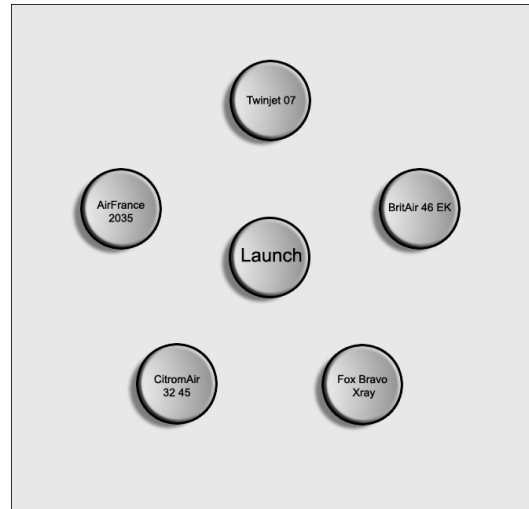 Twinjet 07
AirFrance
2035
BritAir 46 EK
Launch
CitromAir
32 45
Fox Bravo
Xray